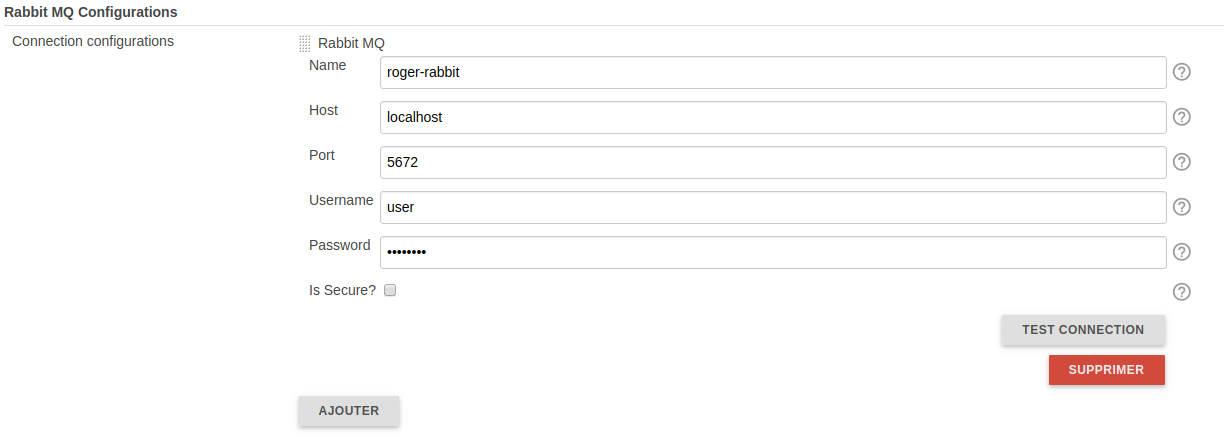 Rabbit MQ Configurations
Connection configurations
Rabbit MQ
Name
roger-rabbit
Host
localhost
Port
5672
Username
user
Password
••••••••
Is Secure?
TEST CONNECTION
SUPPRIMER
AJOUTER